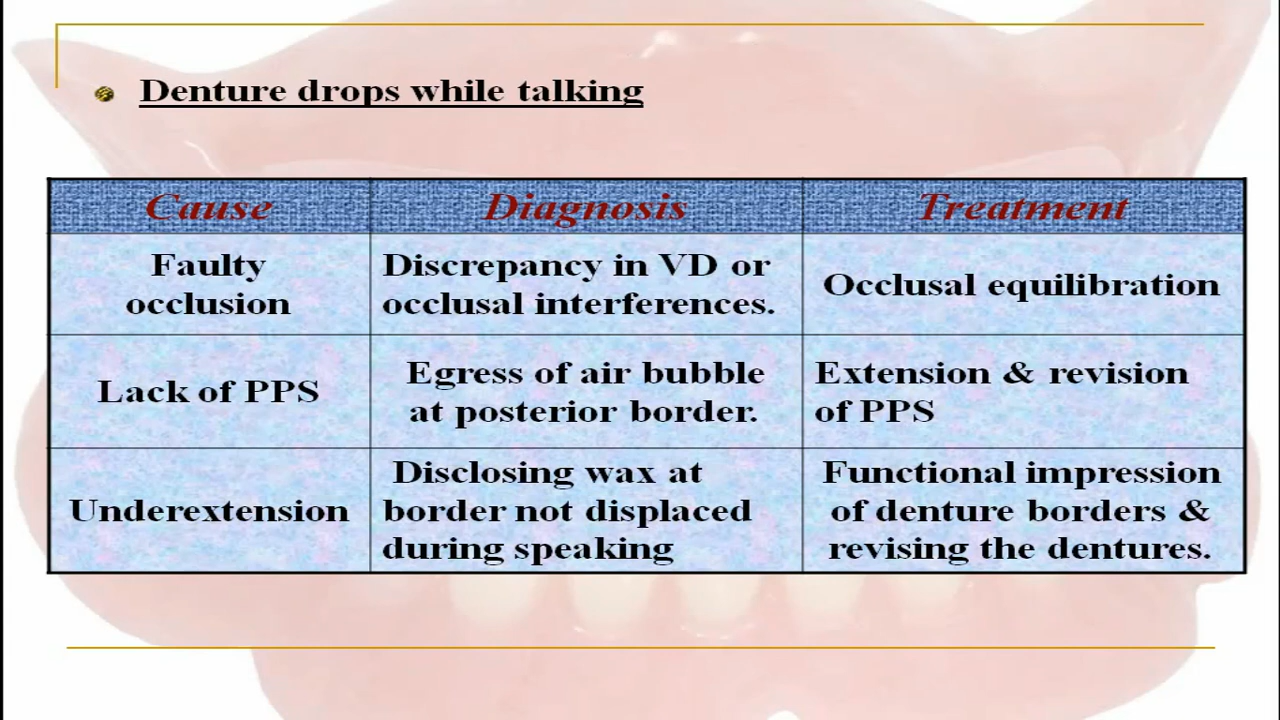 Denture drops while talking
Cause
Diagnosis
Treatment
Faulty
occlusion
Discrepancy in VD or
occlusal interferences.
Occlusal equilibration
Lack of PPS
Egress of air bubble
at posterior border.
Extension & revision
of PPS
Underextension
Disclosing wax at
border not displaced
during speaking
Functional impression
of denture borders &
revising the dentures.